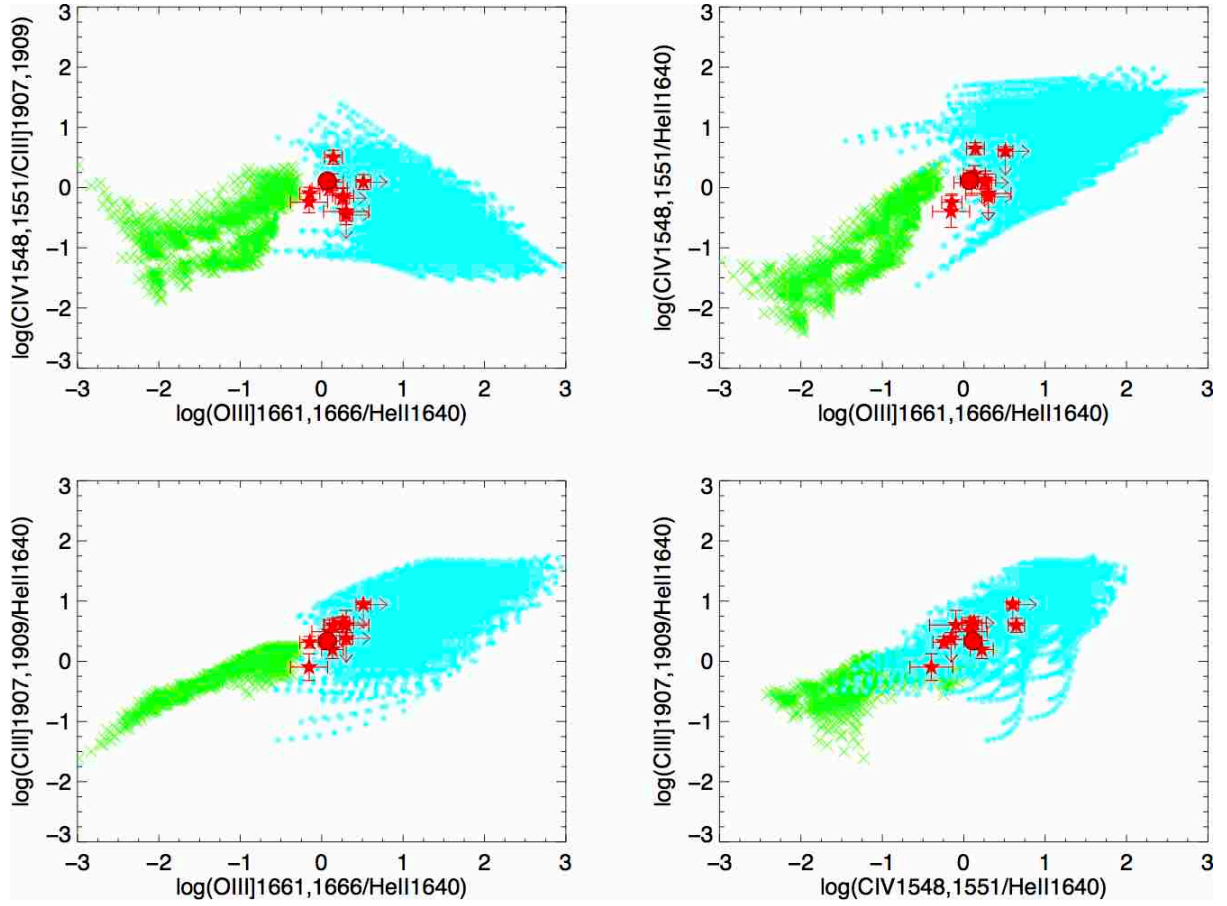 log(CIV1548,1551/CIII]1907,1909)
3
2
1
0
−1
−2
−3
−3 −2 −1 0 1 2 3
log(OIII]1661,1666/HeII1640)
log(CIV1548,1551/HeII1640)
3
2
1
0
−1
−2
−3
−3 −2 −1 0 1 2 3
log(OIII]1661,1666/HeII1640)
log(CIII]1907,1909/HeII1640)
3
2
1
0
−1
−2
−3
−3 −2 −1 0 1 2 3
log(OIII]1661,1666/HeII1640)
log(CIII]1907,1909/HeII1640)
3
2
1
0
−1
−2
−3
−3 −2 −1 0 1 2 3
log(CIV1548,1551/HeII1640)